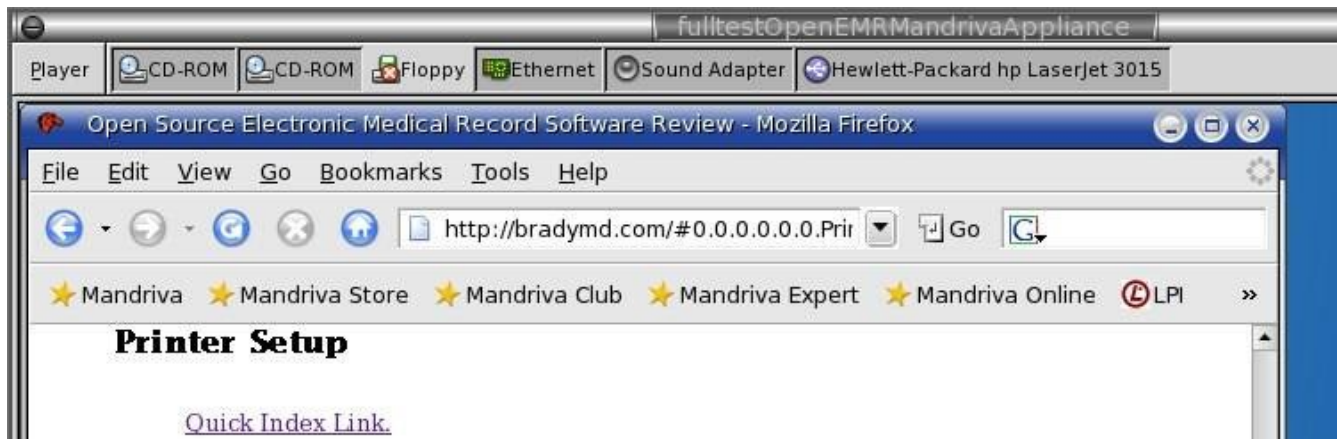 fulltestOpenEMRMandrivaAppliance
Player CD-ROM CD-ROM Floppy Ethernet Sound Adapter Hewlett-Packard hp LaserJet 3015
Open Source Electronic Medical Record Software Review - Mozilla Firefox
File Edit View Go Bookmarks Tools Help
http://bradymd.com/#0.0.0.0.0.0.Prin Go G
Mandriva Mandriva Store Mandriva Club Mandriva Expert Mandriva Online LPI »
Printer Setup
Quick Index Link.